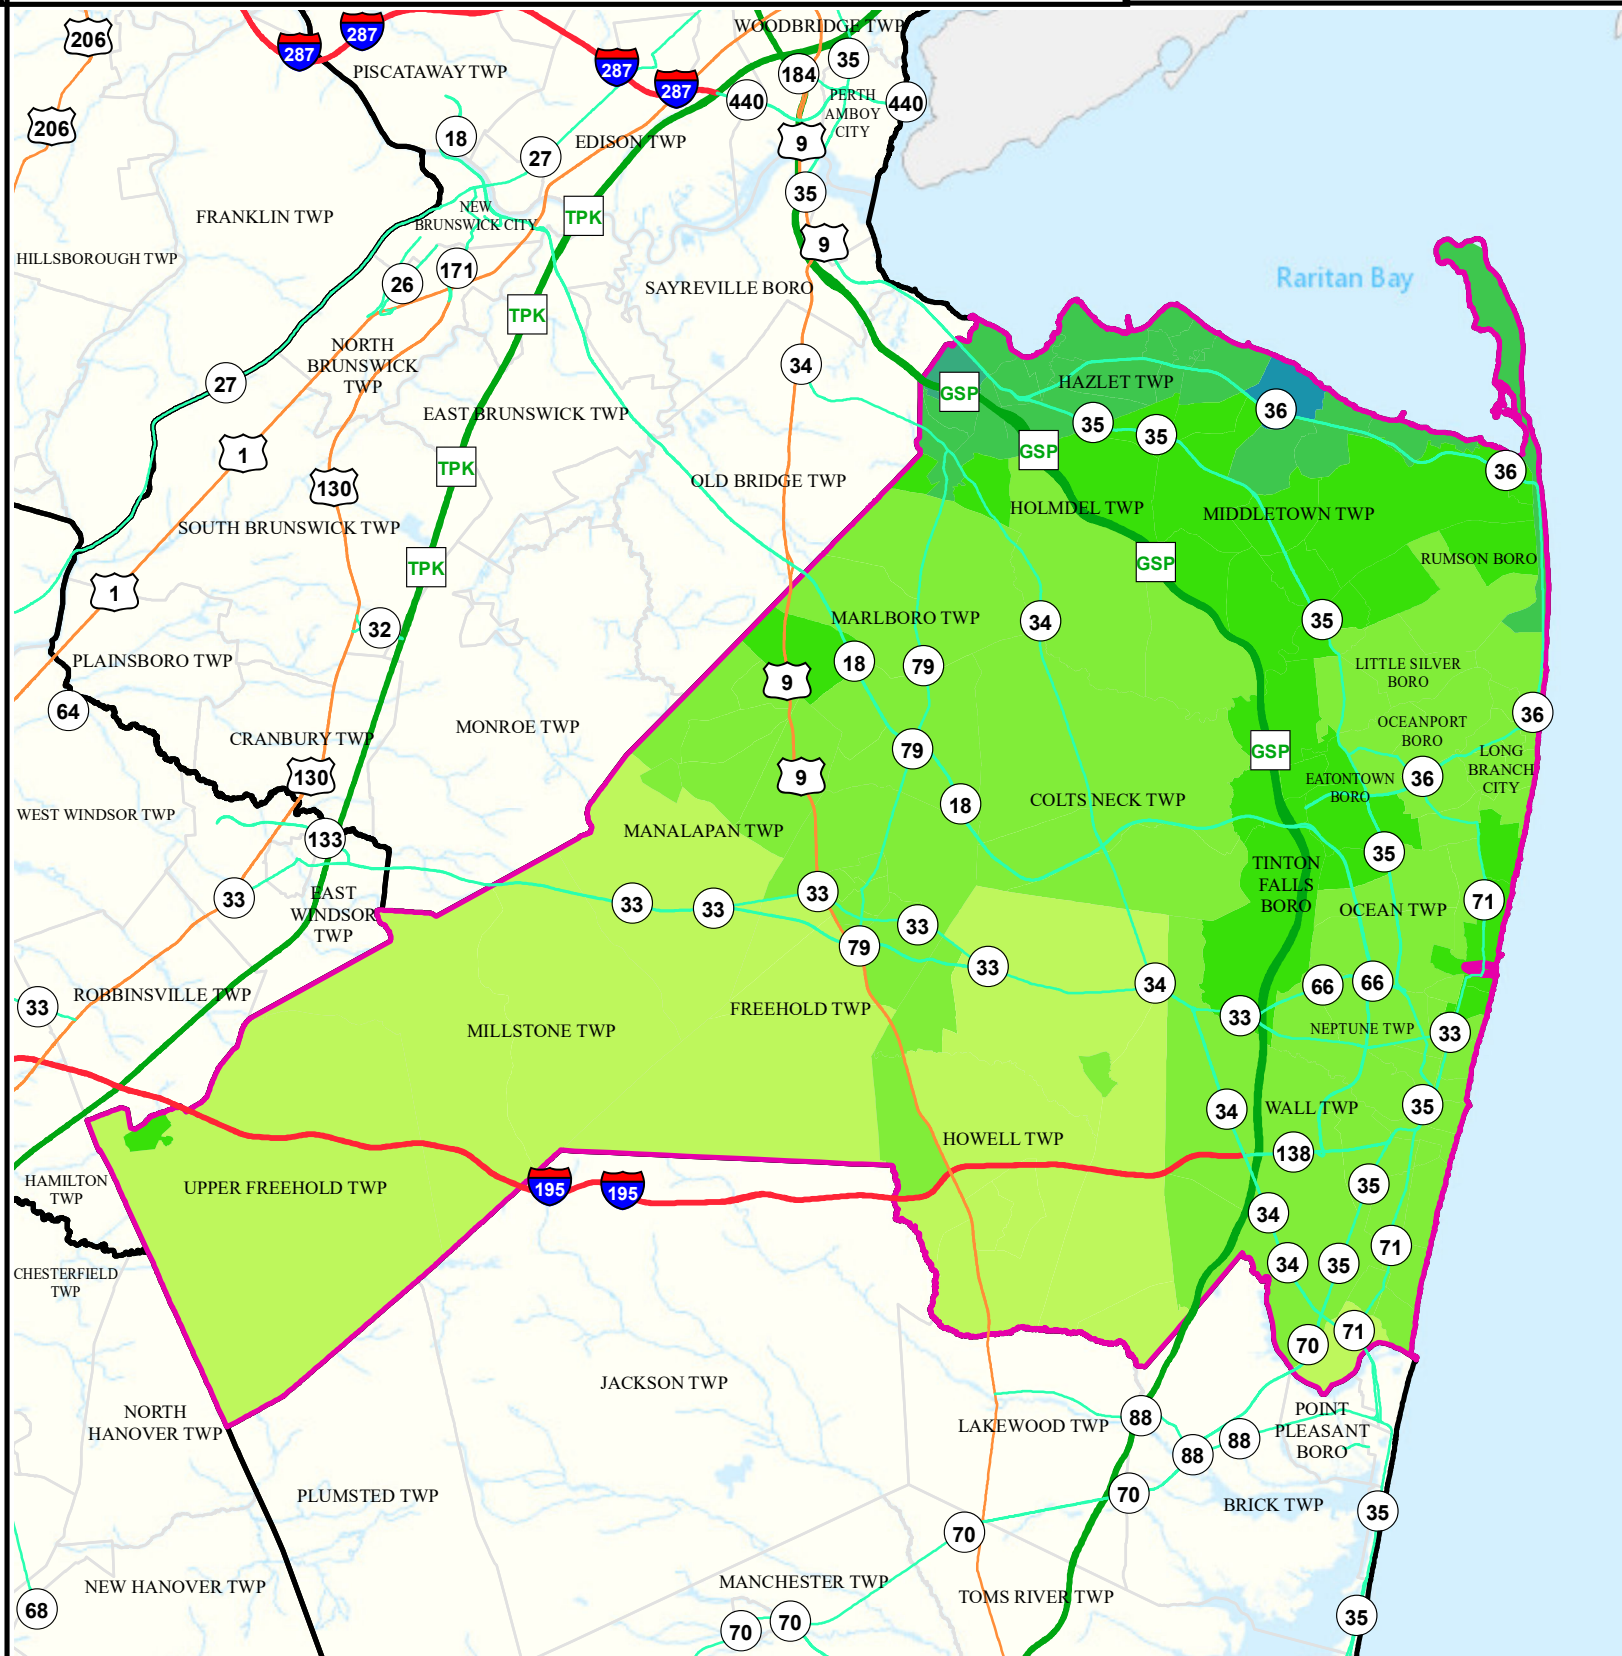 WOODBRIDGE TWP
206
287
287
35
PISCATAWAY TWP
287
184
287
440
PERTH
AMBOY
CITY
440
206
18
27
EDISON TWP
9
35
NEW
BRUNSWICK CITY
TPK
FRANKLIN TWP
9
HILLSBOROUGH TWP
26
171
SAYREVILLE BORO
Raritan Bay
TPK
NORTH
BRUNSWICK
TWP
34
27
HAZLET TWP
GSP
36
EAST BRUNSWICK TWP
35
35
1
TPK
GSP
36
130
OLD BRIDGE TWP
HOLMDEL TWP
MIDDLETOWN TWP
SOUTH BRUNSWICK TWP
RUMSON BORO
TPK
GSP
1
32
MARLBORO TWP
34
35
PLAINSBORO TWP
18
79
LITTLE SILVER
BORO
9
64
36
MONROE TWP
OCEANPORT
BORO
CRANBURY TWP
79
GSP
LONG
BRANCH
CITY
130
9
EATONTOWN
BORO
36
18
COLTS NECK TWP
WEST WINDSOR TWP
MANALAPAN TWP
133
35
TINTON
FALLS
BORO
33
EAST
WINDSOR
TWP
33
33
33
71
OCEAN TWP
33
79
33
34
66
66
ROBBINSVILLE TWP
33
FREEHOLD TWP
33
MILLSTONE TWP
NEPTUNE TWP
33
34
WALL TWP
35
HOWELL TWP
138
HAMILTON
TWP
UPPER FREEHOLD TWP
195
195
35
34
71
CHESTERFIELD
TWP
34
35
70
71
JACKSON TWP
NORTH
HANOVER TWP
LAKEWOOD TWP
88
POINT
PLEASANT
BORO
88
88
PLUMSTED TWP
70
BRICK TWP
35
70
NEW HANOVER TWP
MANCHESTER TWP
TOMS RIVER TWP
68
70
70
35